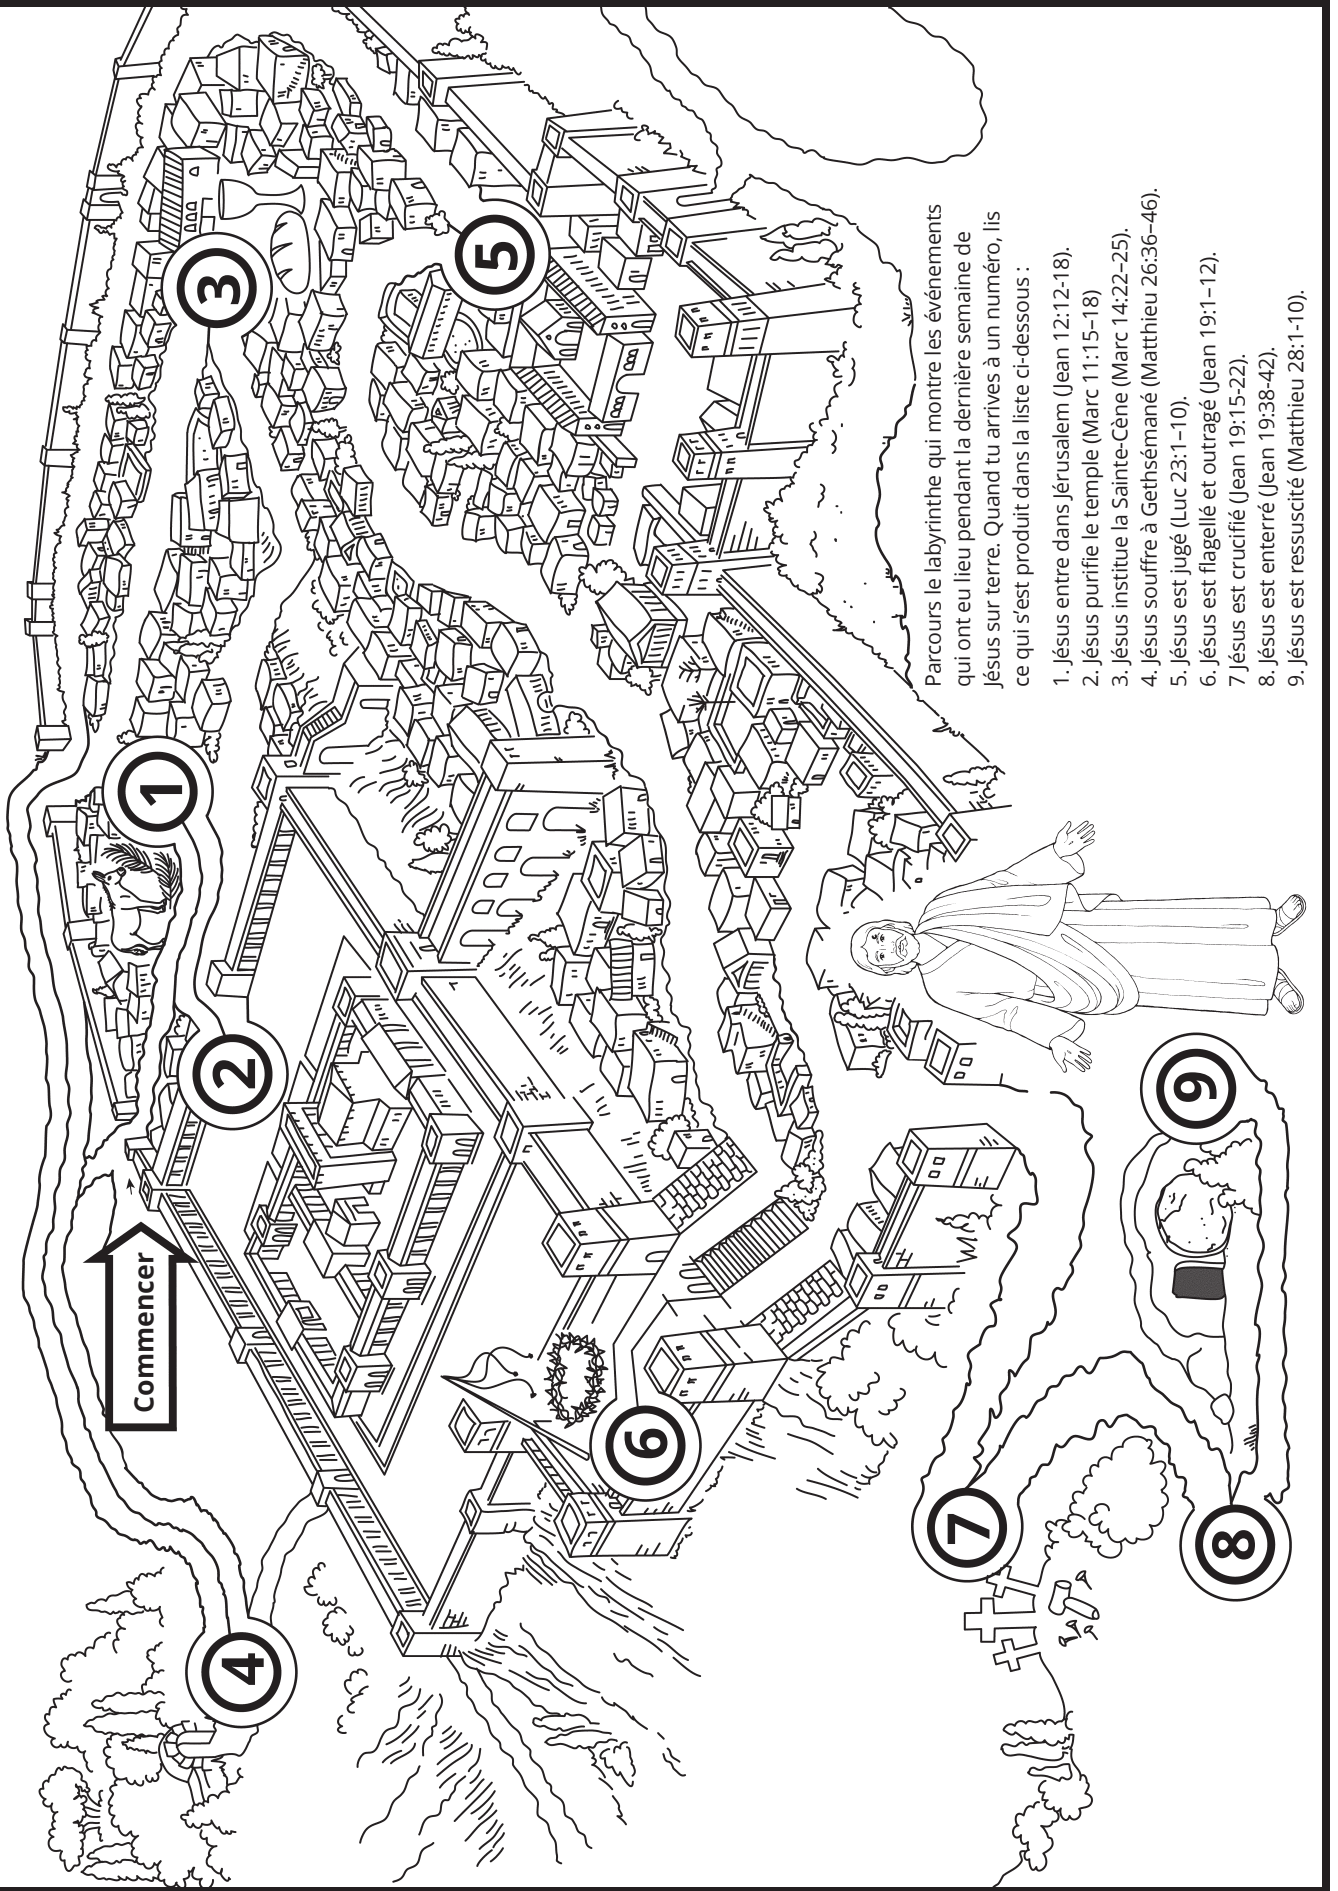 Commencer
1
2
3
4
5
6
7
8
9
Parcours le labyrinthe qui montre les événements
qui ont eu lieu pendant la dernière semaine de
Jésus sur terre. Quand tu arrives à un numéro, lis
ce qui s’est produit dans la liste ci-dessous :
1. Jésus entre dans Jérusalem (Jean 12:12-18).
2. Jésus purifie le temple (Marc 11:15–18)
3. Jésus institue la Sainte-Cène (Marc 14:22–25).
4. Jésus souffre à Gethsémané (Matthieu 26:36–46).
5. Jésus est jugé (Luc 23:1–10).
6. Jésus est flagellé et outragé (Jean 19:1–12).
7 Jésus est crucifié (Jean 19:15-22).
8. Jésus est enterré (Jean 19:38-42).
9. Jésus est ressuscité (Matthieu 28:1-10).